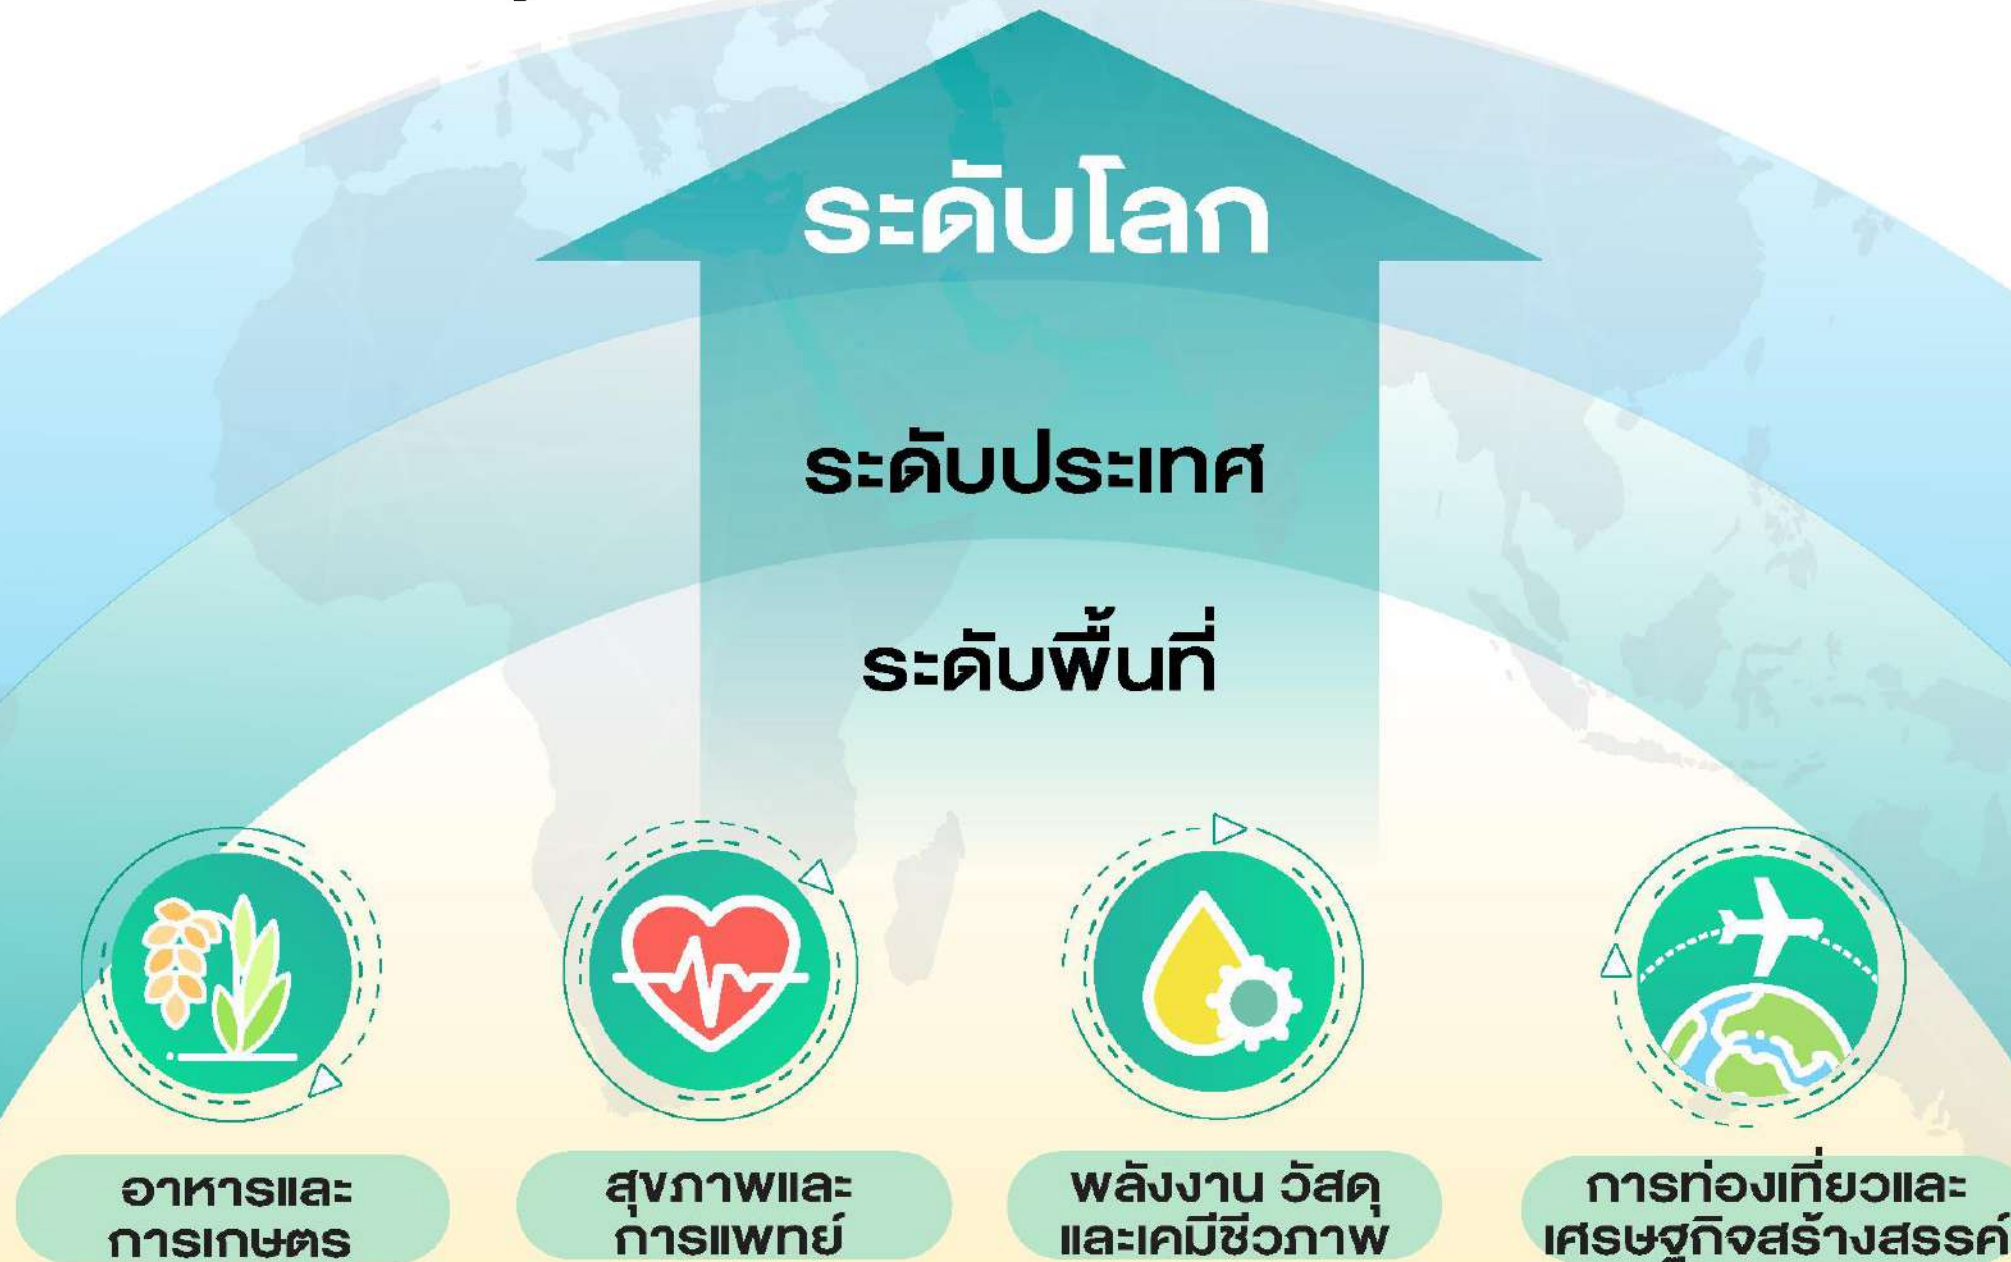 ระดับโลก
ระดับประเทศ
ระดับพื้นที่
อาหารและ
การเกษตร
สุขภาพและ
การแพทย์
พลังงาน วัสดุ
และเคมีชีวภาพ
การท่องเที่ยวและ
เศรษฐกิจสร้างสรรค์